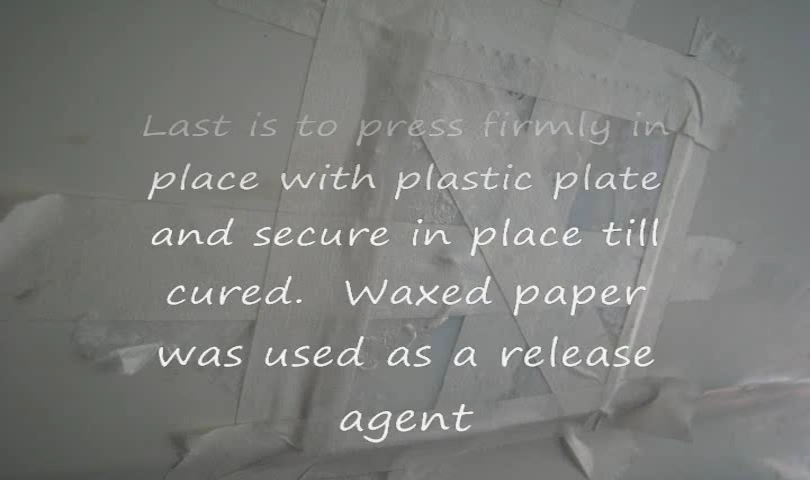 Last is to press firmly in
place with plastic plate
and secure in place till
cured.  Waxed paper
was used as a release
agent